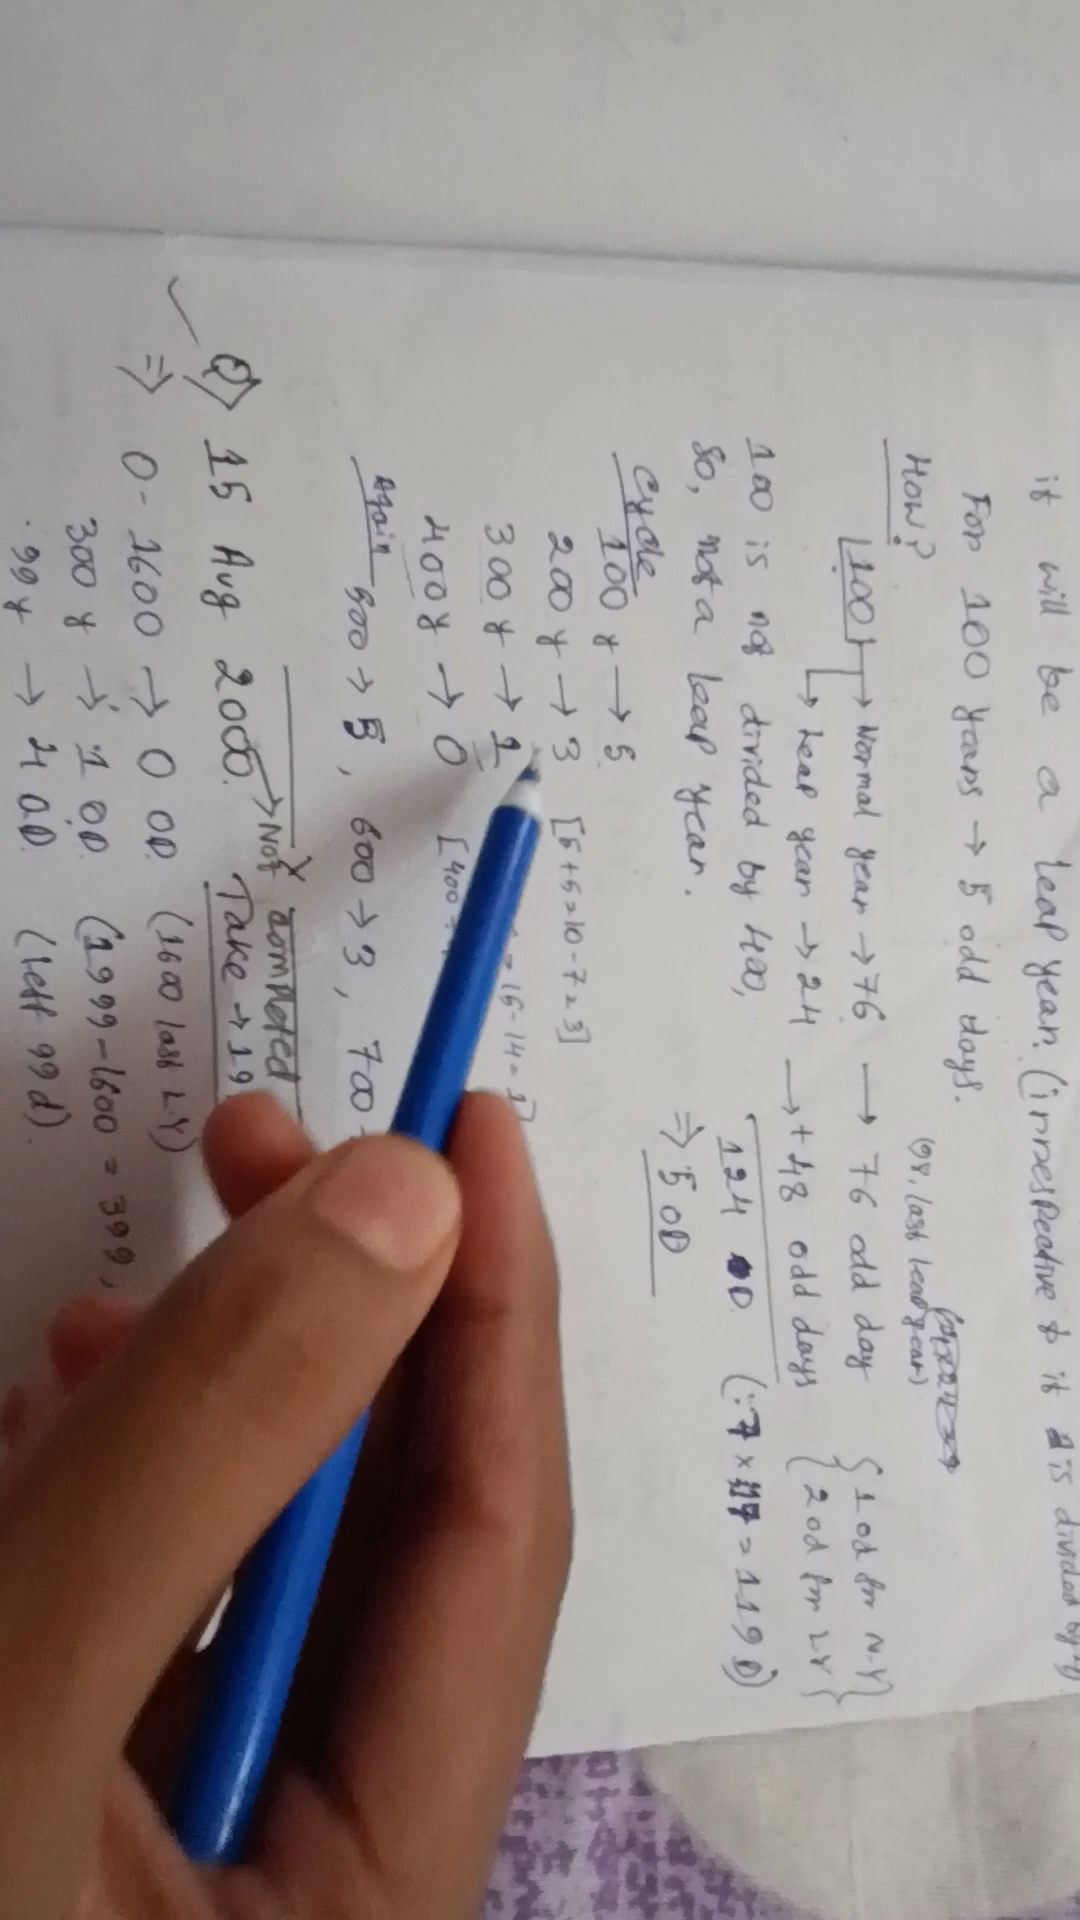 it will be a leap year. (irrespective & it is divided by
For 100 years → 5 odd days.
(or, last leap year)
How?
100 → Normal year → 76 → 76 odd day {1 od for N.Y}
→ Leap year → 24 → +48 odd days {2 od for L.Y}
100 is not divided by 400, 124 OD (∵ 7 × 17 = 119 D)
So, not a leap year. ⇒ 5 OD
Cycle
100 y → 5
200 y → 3 [5+5=10-7=3]
300 y → 1 = 15-14=1]
400 y → 0 [400
Again 500 → 5, 600 → 3, 700
→ Not completed
Q) 15 Aug 2000. Take → 19
⇒ 0-1600 → 0 OD. (1600 last LY)
300 y → 1 OD. (1999-1600 = 399,
99 y → 4 OD. (left 99 d).